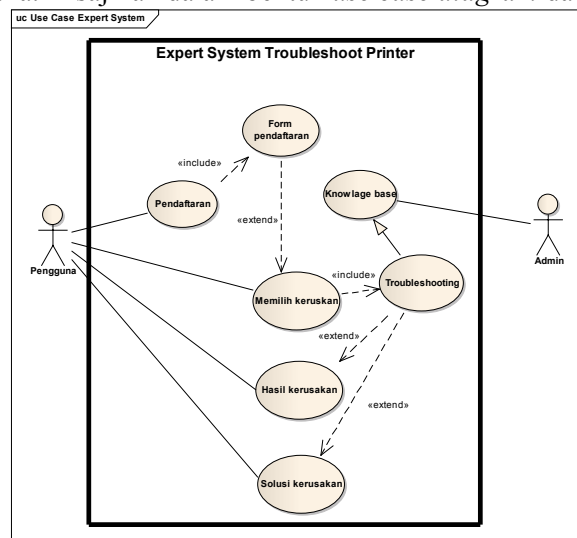 uc Use Case Expert System
Expert System Troubleshoot Printer
Form
pendaftaran
«include»
Pendaftaran
Knowlage base
«extend»
Pengguna
Admin
«include»
Troubleshooting
Memilih keruskan
«extend»
Hasil kerusakan
«extend»
Solusi kerusakan